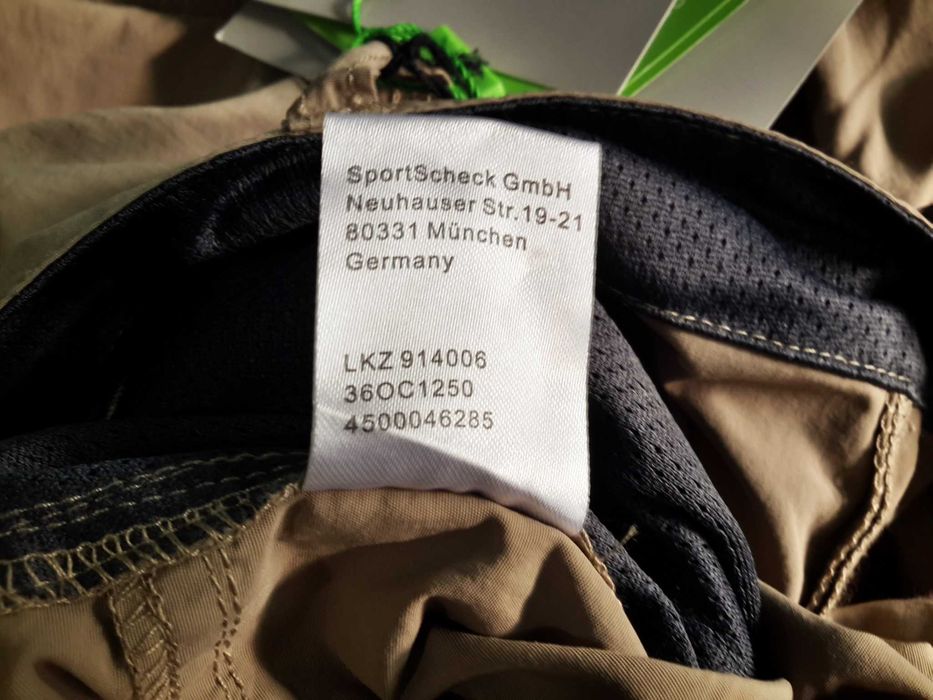 SportScheck GmbH
Neuhauser Str.19-21
80331 München
Germany
LKZ 914006
36OC1250
4500046285